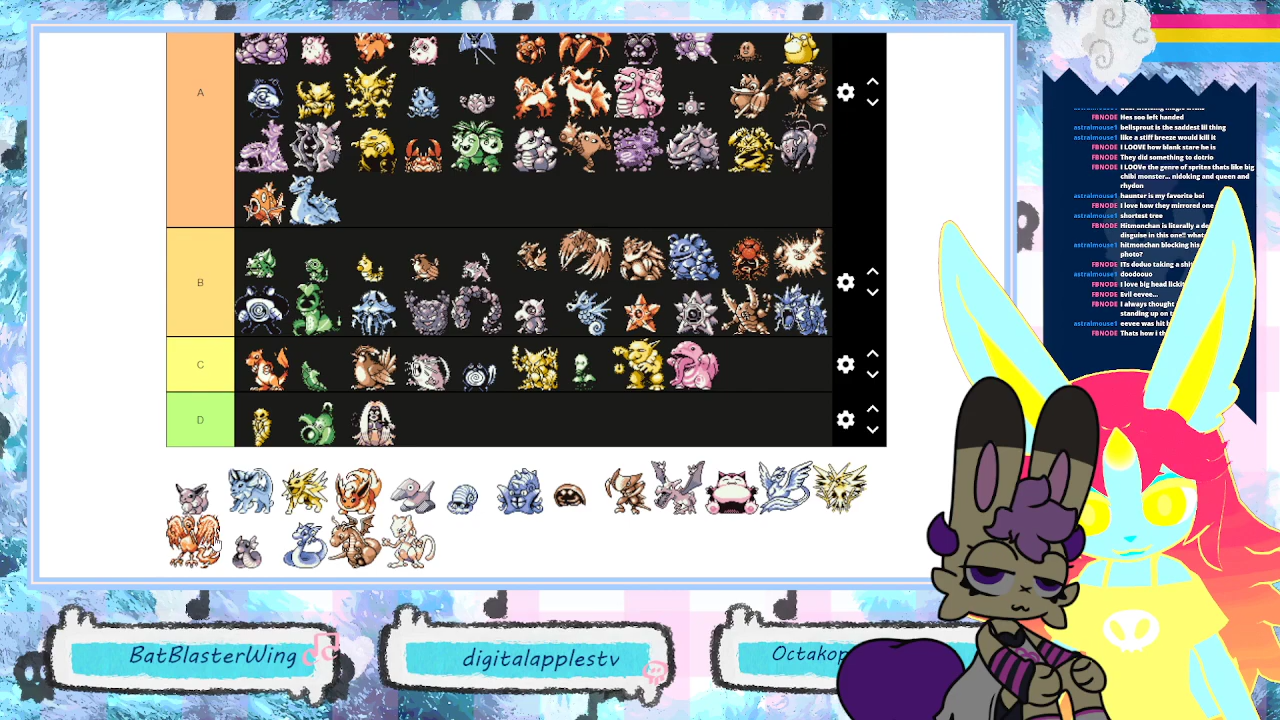 A
B
C
D
FBNODE Hes soo left handed
astralmouse1 bellsprout is the saddest lil thing
astralmouse1 like a stiff breeze would kill it
FBNODE I LOOVE how blank stare he is
FBNODE They did something to dotrio
FBNODE I LOOVe the genre of sprites thats like big
chibi monster... nidoking and queen and
rhydon
astralmouse1 haunter is my favorite boi
FBNODE I love how they mirrored one
astralmouse1 shortest tree
FBNODE Hitmonchan is literally a
disguise in this one!!
astralmouse1 hitmonchan blocking his
photo?
FBNODE ITs doduo taking a
astralmouse1 doodoouo
FBNODE I love big head
FBNODE Evil eevee...
FBNODE I always thought
standing up on
astralmouse1 eevee was hit
FBNODE Thats how i
BatBlasterWing
digitalapplestv